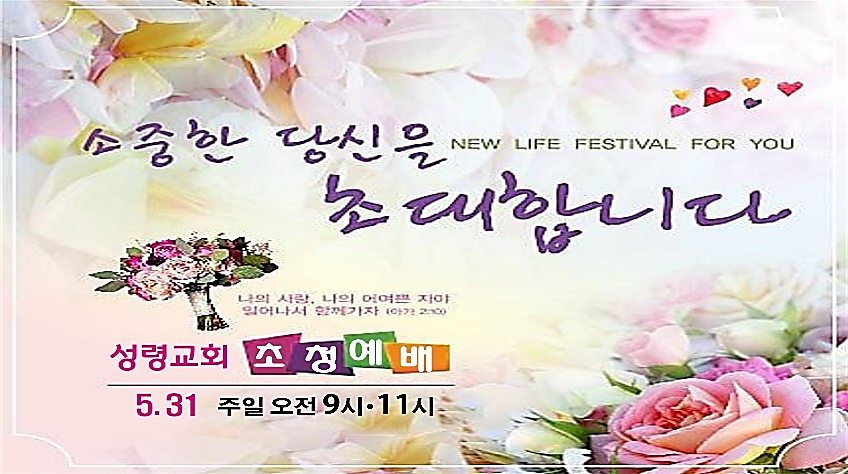 소중한 당신을 NEW LIFE FESTIVAL FOR YOU
초대합니다
나의 사랑, 나의 어여쁜 자야
일어나서 함께가자 (아가 2:10)
성령교회 초청예배
5.31 주일 오전 9시·11시